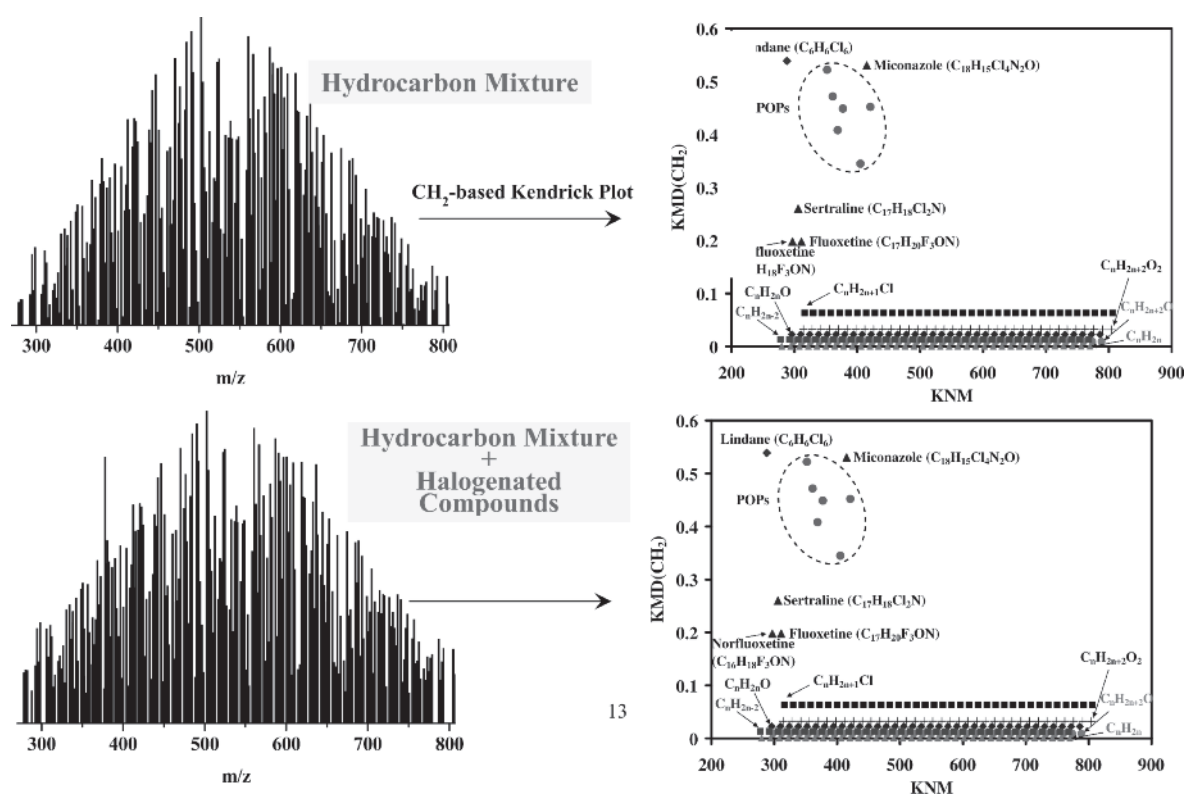 Hydrocarbon Mixture
CH₂-based Kendrick Plot
300 400 500 600 700 800
m/z
KMD(CH₂)
0.6
0.5
0.4
0.3
0.2
0.1
0
ndane (C₆H₆Cl₆)
Miconazole (C₁₈H₁₅Cl₄N₂O)
POPs
Sertraline (C₁₇H₁₈Cl₂N)
Fluoxetine (C₁₇H₂₀F₃ON)
fluoxetine
H₁₈F₃ON)
CₙH₂ₙ₊₂O₂
CₙH₂ₙO
CₙH₂ₙ₊₁Cl
CₙH₂ₙ₋₂
CₙH₂ₙ
200 300 400 500 600 700 800 900
KNM
Hydrocarbon Mixture
+
Halogenated
Compounds
300 400 500 600 700 800
m/z
13
KMD(CH₂)
0.6
0.5
0.4
0.3
0.2
0.1
0
Lindane (C₆H₆Cl₆)
Miconazole (C₁₈H₁₅Cl₄N₂O)
POPs
Sertraline (C₁₇H₁₈Cl₂N)
Fluoxetine (C₁₇H₂₀F₃ON)
Norfluoxetine
(C₁₆H₁₈F₃ON)
CₙH₂ₙ₊₂O₂
CₙH₂ₙO
CₙH₂ₙ₊₁Cl
CₙH₂ₙ₋₂
CₙH₂ₙ
200 300 400 500 600 700 800 900
KNM